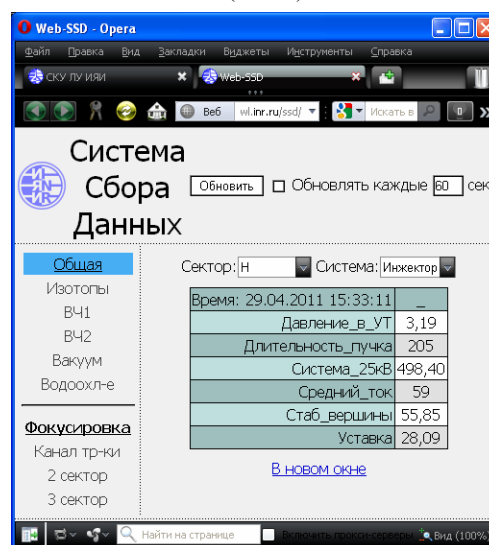 Web-SSD - Opera
Файл Правка Вид Закладки Виджеты Инструменты Справка
СКУ ЛУ ИЯИ Web-SSD
Веб wl.inr.ru/ssd/ Искать в 0
Система
Сбора
Данных
Обновить Обновлять каждые 60 сек
Общая
Изотопы
ВЧ1
ВЧ2
Вакуум
Водоохл-е
Фокусировка
Канал тр-ки
2 сектор
3 сектор
Сектор: Н Система: Инжектор
Время: 29.04.2011 15:33:11 _
Давление_в_УТ 3,19
Длительность_пучка 205
Система_25кВ 498,40
Средний_ток 59
Стаб_вершины 55,85
Уставка 28,09
В новом окне
Найти на странице Включить прокси-серверы Вид (100%)